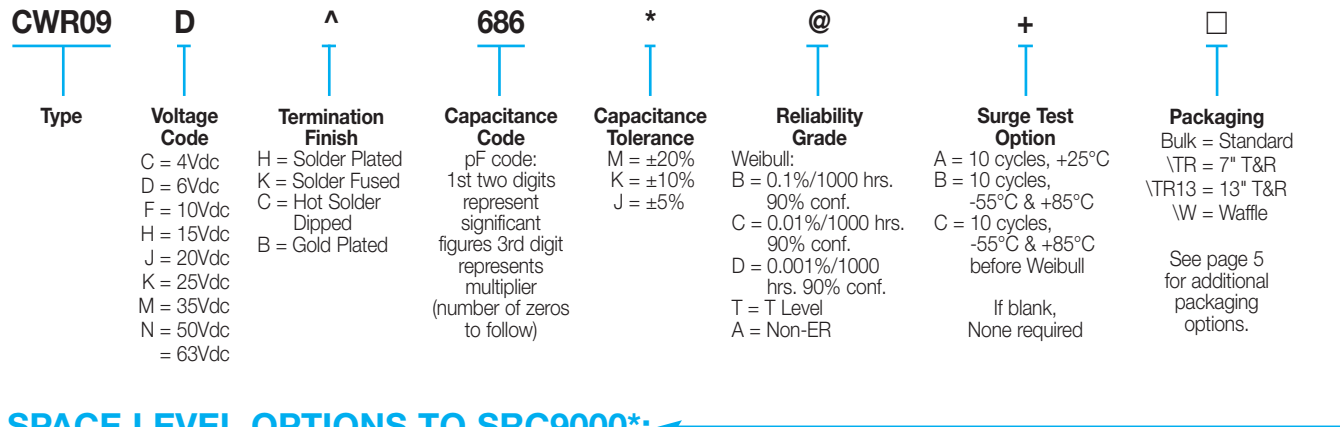 CWR09 D ^ 686 * @ + □
Type
Voltage
Code
C = 4Vdc
D = 6Vdc
F = 10Vdc
H = 15Vdc
J = 20Vdc
K = 25Vdc
M = 35Vdc
N = 50Vdc
= 63Vdc
Termination
Finish
H = Solder Plated
K = Solder Fused
C = Hot Solder
Dipped
B = Gold Plated
Capacitance
Code
pF code:
1st two digits
represent
significant
figures 3rd digit
represents
multiplier
(number of zeros
to follow)
Capacitance
Tolerance
M = ±20%
K = ±10%
J = ±5%
Reliability
Grade
Weibull:
B = 0.1%/1000 hrs.
90% conf.
C = 0.01%/1000 hrs.
90% conf.
D = 0.001%/1000
hrs. 90% conf.
T = T Level
A = Non-ER
Surge Test
Option
A = 10 cycles, +25°C
B = 10 cycles,
-55°C & +85°C
C = 10 cycles,
-55°C & +85°C
before Weibull
If blank,
None required
Packaging
Bulk = Standard
\TR = 7" T&R
\TR13 = 13" T&R
\W = Waffle
See page 5
for additional
packaging
options.
SPACE LEVEL OPTIONS TO SRC9000*: